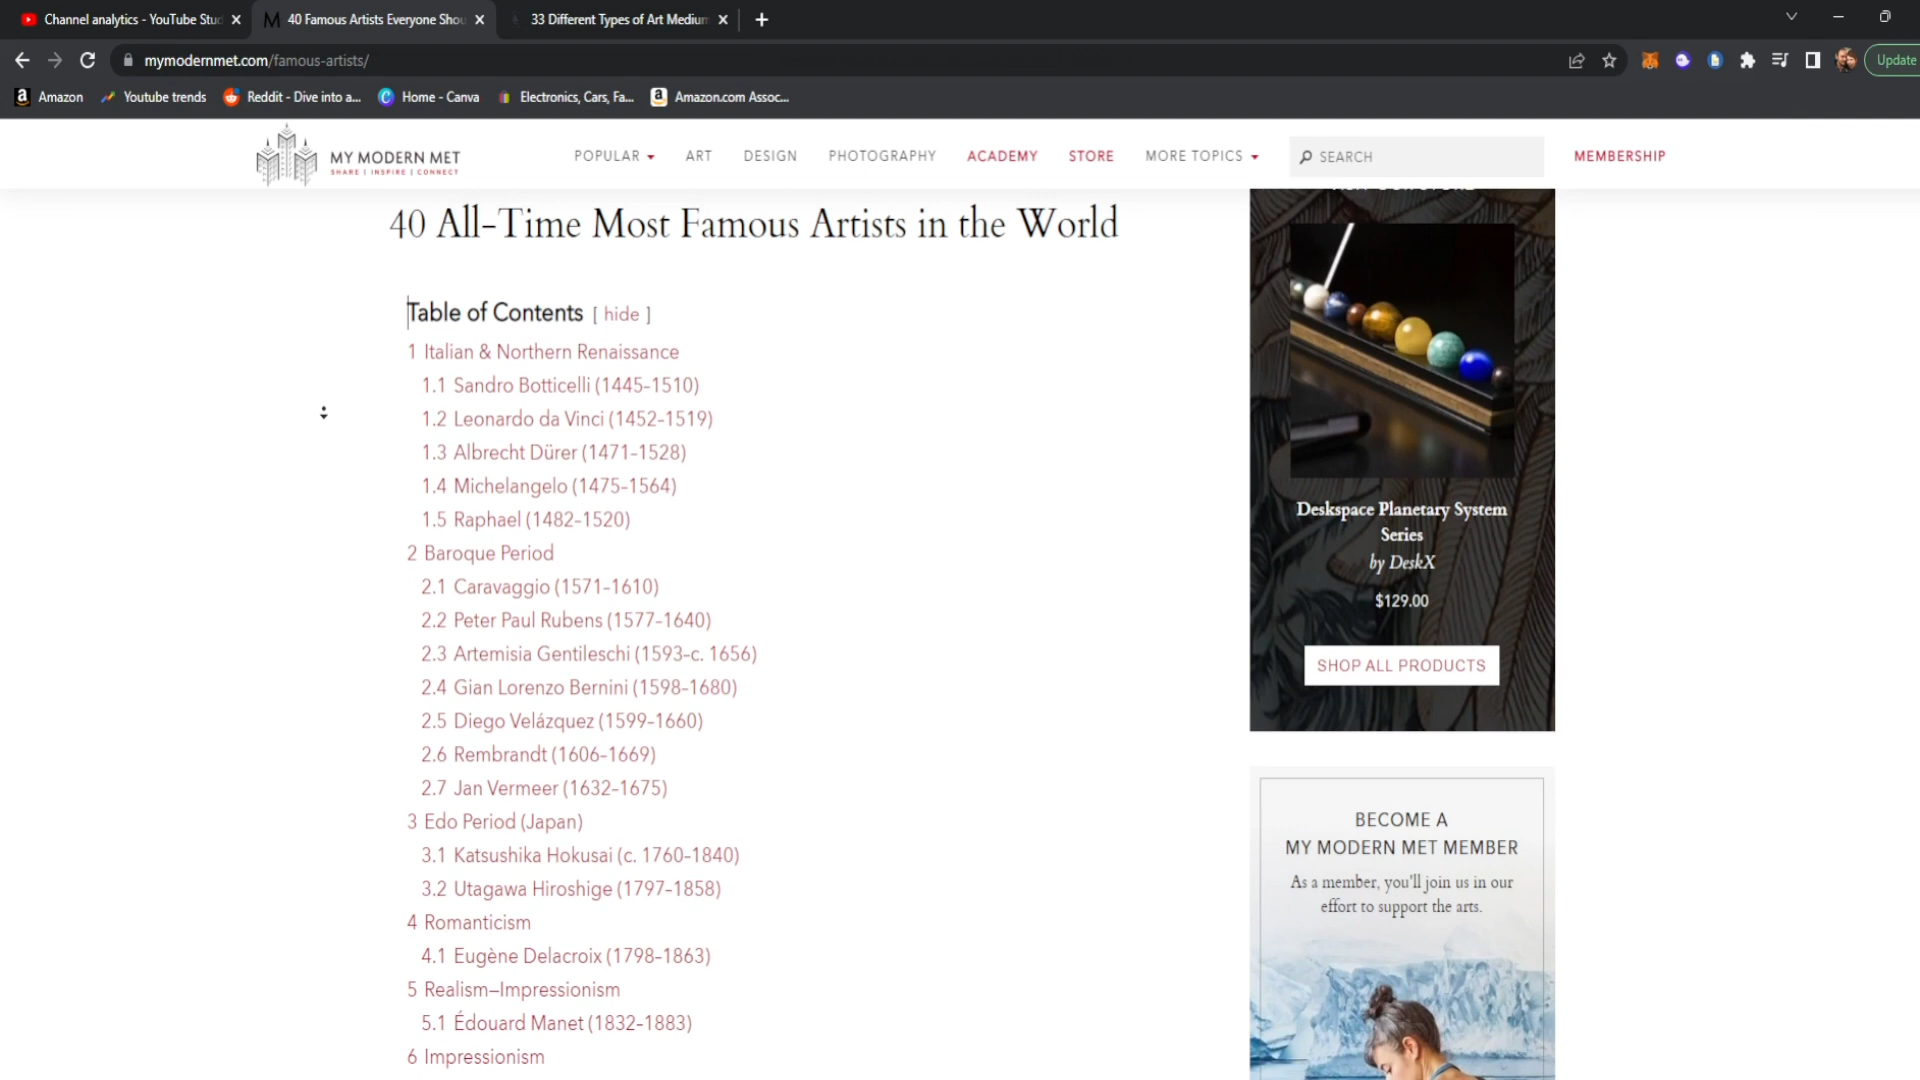 Channel analytics - YouTube Stu
40 Famous Artists Everyone Shou
33 Different Types of Art Medium
mymodernmet.com/famous-artists/
Update
Amazon
Youtube trends
Reddit - Dive into a...
Home - Canva
Electronics, Cars, Fa...
Amazon.com Assoc...
MY MODERN MET
SHARE | INSPIRE | CONNECT
POPULAR
ART
DESIGN
PHOTOGRAPHY
ACADEMY
STORE
MORE TOPICS
SEARCH
MEMBERSHIP
40 All-Time Most Famous Artists in the World
Table of Contents [ hide ]
1 Italian & Northern Renaissance
1.1 Sandro Botticelli (1445-1510)
1.2 Leonardo da Vinci (1452-1519)
1.3 Albrecht Dürer (1471-1528)
1.4 Michelangelo (1475-1564)
1.5 Raphael (1482-1520)
2 Baroque Period
2.1 Caravaggio (1571-1610)
2.2 Peter Paul Rubens (1577-1640)
2.3 Artemisia Gentileschi (1593-c. 1656)
2.4 Gian Lorenzo Bernini (1598-1680)
2.5 Diego Velázquez (1599-1660)
2.6 Rembrandt (1606-1669)
2.7 Jan Vermeer (1632-1675)
3 Edo Period (Japan)
3.1 Katsushika Hokusai (c. 1760-1840)
3.2 Utagawa Hiroshige (1797-1858)
4 Romanticism
4.1 Eugène Delacroix (1798-1863)
5 Realism–Impressionism
5.1 Édouard Manet (1832-1883)
6 Impressionism
Deskspace Planetary System
Series
by DeskX
$129.00
SHOP ALL PRODUCTS
BECOME A
MY MODERN MET MEMBER
As a member, you'll join us in our
effort to support the arts.